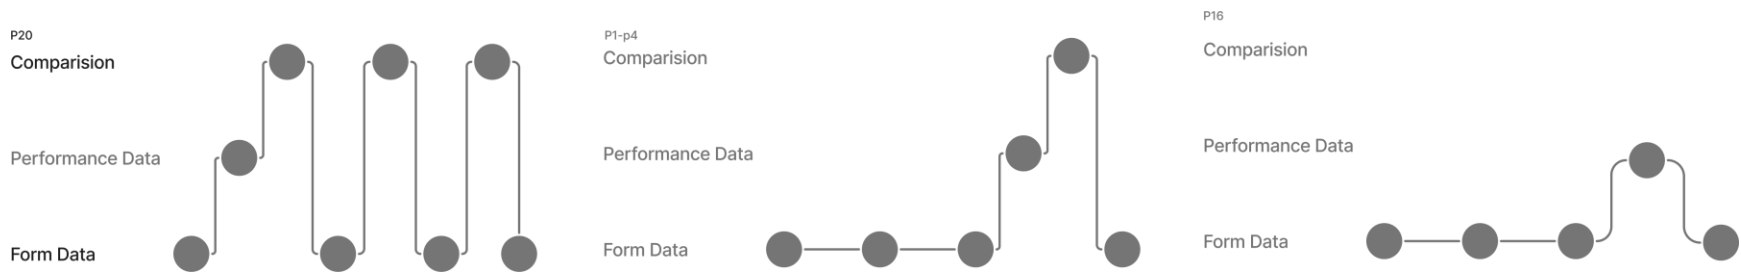 P20
Comparision
Performance Data
Form Data
P1-p4
Comparision
Performance Data
Form Data
P16
Comparision
Performance Data
Form Data